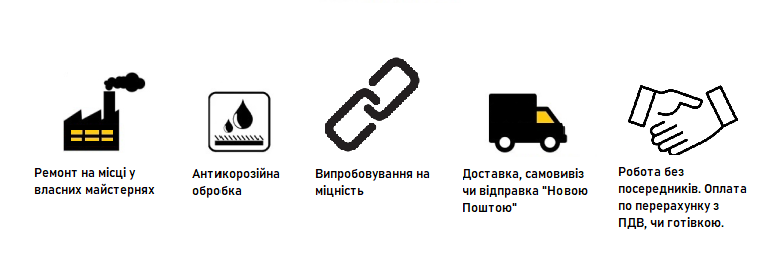 Ремонт на місці у
власних майстернях
Антикорозійна
обробка
Випробовування на
міцність
Доставка, самовивіз
чи відправка "Новою
Поштою"
Робота без
посередників. Оплата
по перерахунку з
ПДВ, чи готівкою.